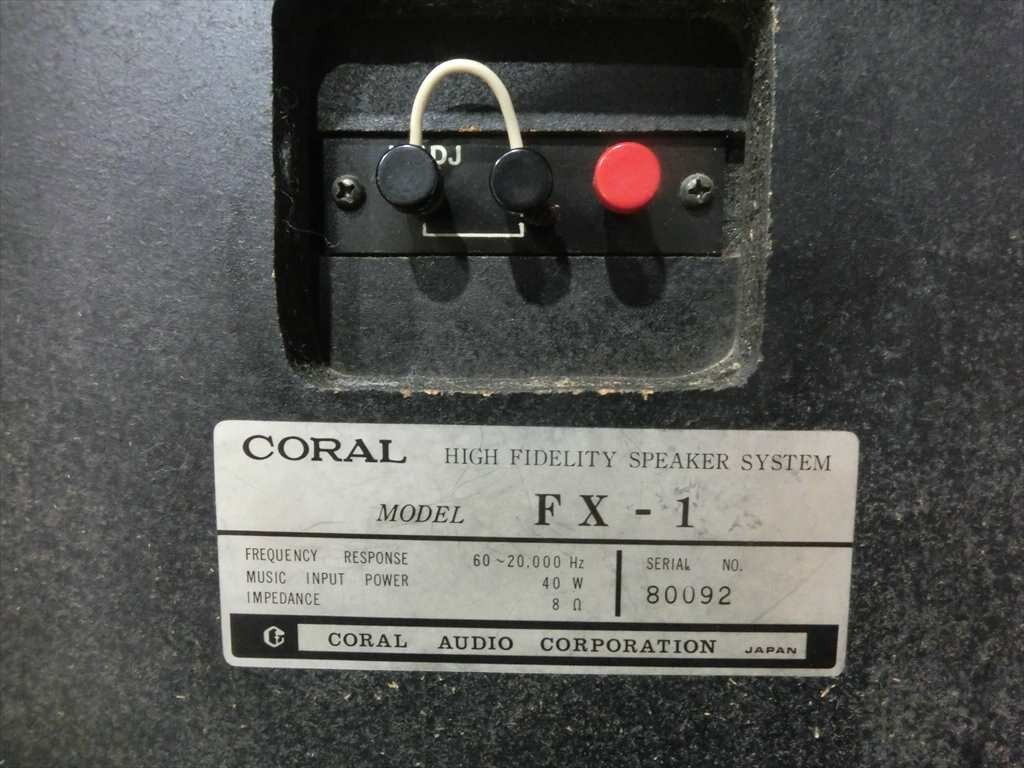 DJ
CORAL HIGH FIDELITY SPEAKER SYSTEM
MODEL FX-1
FREQUENCY RESPONSE 60~20,000 Hz
MUSIC INPUT POWER 40 W
IMPEDANCE 8 Ω
SERIAL NO.
80092
CORAL AUDIO CORPORATION JAPAN